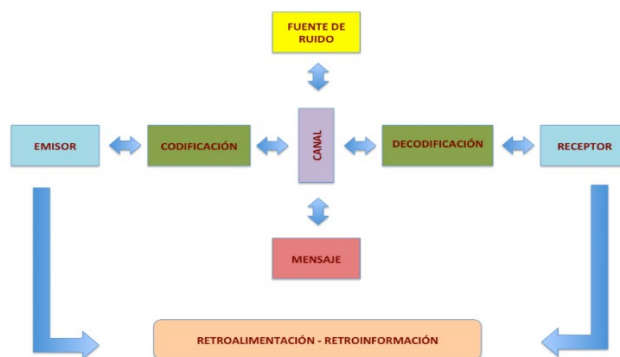 FUENTE DE
RUIDO
EMISOR
CODIFICACIÓN
CANAL
DECODIFICACIÓN
RECEPTOR
MENSAJE
RETROALIMENTACIÓN - RETROINFORMACIÓN